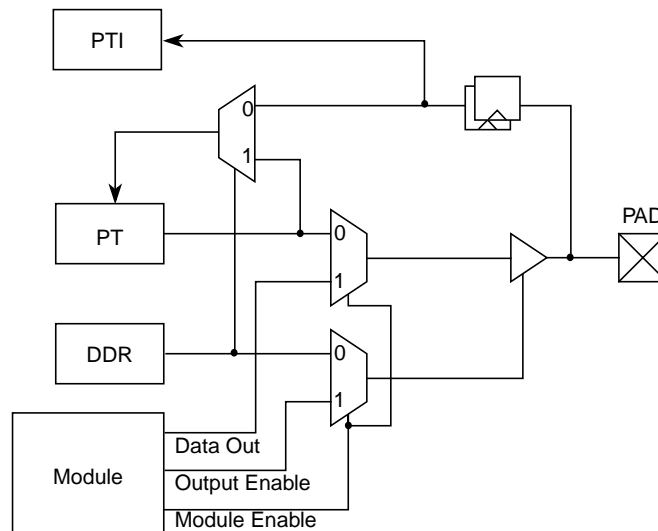 PTI
0
1
PT
0
PAD
1
DDR
0
1
Module
Data Out
Output Enable
Module Enable